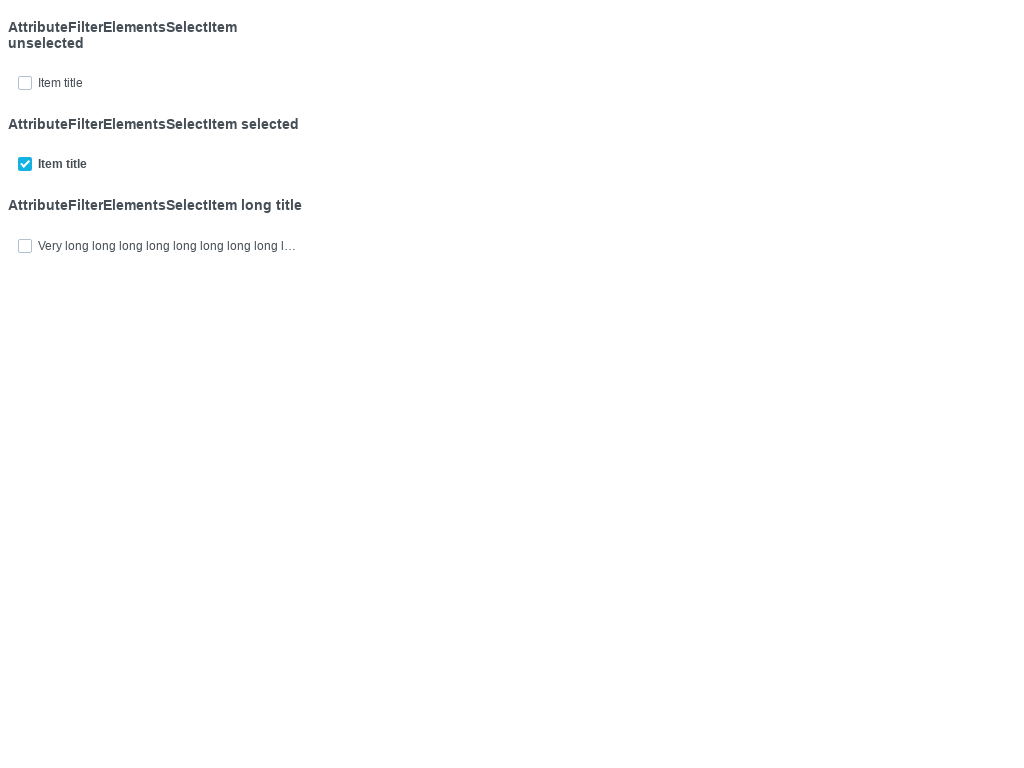 AttributeFilterElementsSelectItem
unselected
Item title
AttributeFilterElementsSelectItem selected
Item title
AttributeFilterElementsSelectItem long title
Very long long long long long long long long l…